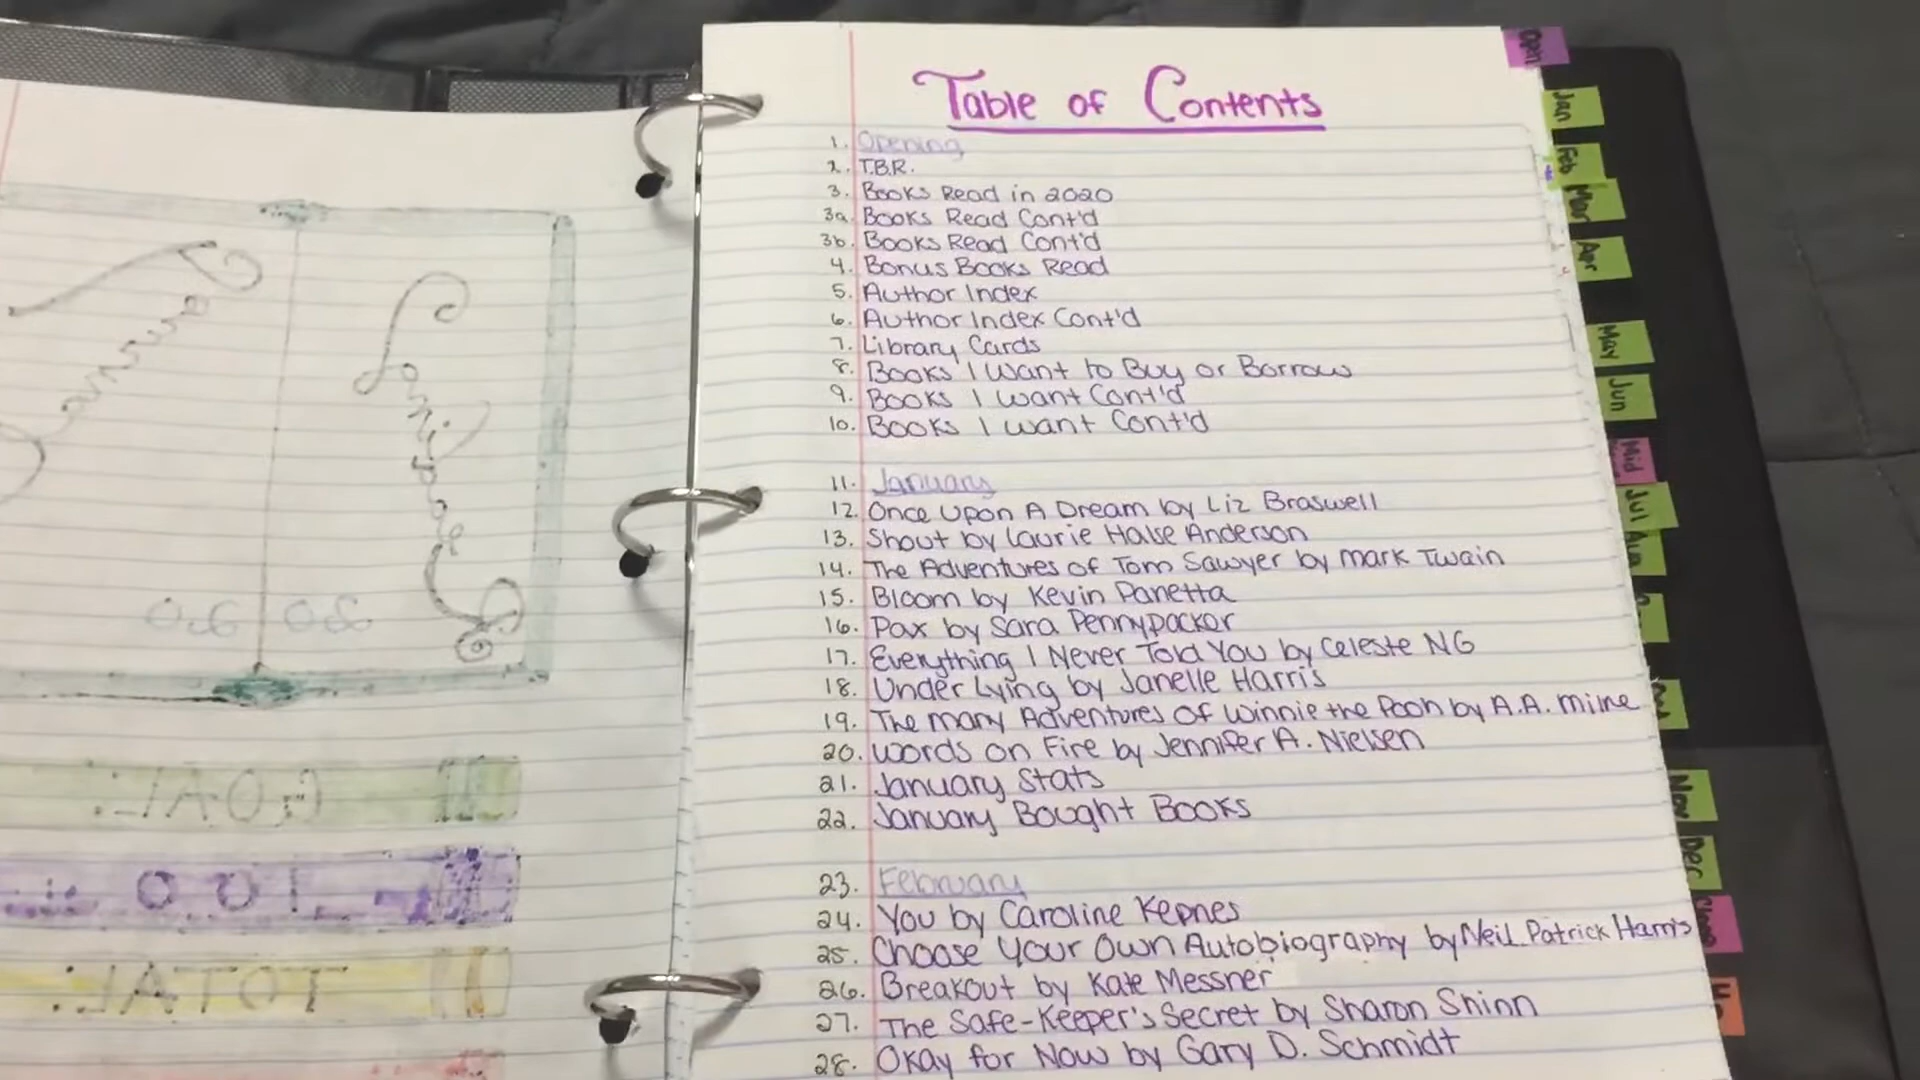 Table of Contents
1. Opening
2. T.B.R.
3. Books Read in 2020
3a. Books Read Cont'd
3b. Books Read Cont'd
4. Bonus Books Read
5. Author Index
6. Author Index Cont'd
7. Library Cards
8. Books I Want to Buy or Borrow
9. Books I Want Cont'd
10. Books I Want Cont'd
11. January
12. Once Upon A Dream by Liz Braswell
13. Shout by Laurie Halse Anderson
14. The Adventures of Tom Sawyer by Mark Twain
15. Bloom by Kevin Panetta
16. Pax by Sara Pennypacker
17. Everything I Never Told You by Celeste NG
18. Under Lying by Janelle Harris
19. The Many Adventures of Winnie the Pooh by A.A. Milne
20. Words on Fire by Jennifer A. Nielsen
21. January Stats
22. January Bought Books
23. February
24. You by Caroline Kepnes
25. Choose Your Own Autobiography by Neil Patrick Harris
26. Breakout by Kate Messner
27. The Safe-Keeper's Secret by Sharon Shinn
28. Okay for Now by Gary D. Schmidt
Open
Jan
Feb
Mar
Apr
May
Jun
Mid
Jul
Aug
Nov
Dec
GOAL:
100
TOTAL:
20 20